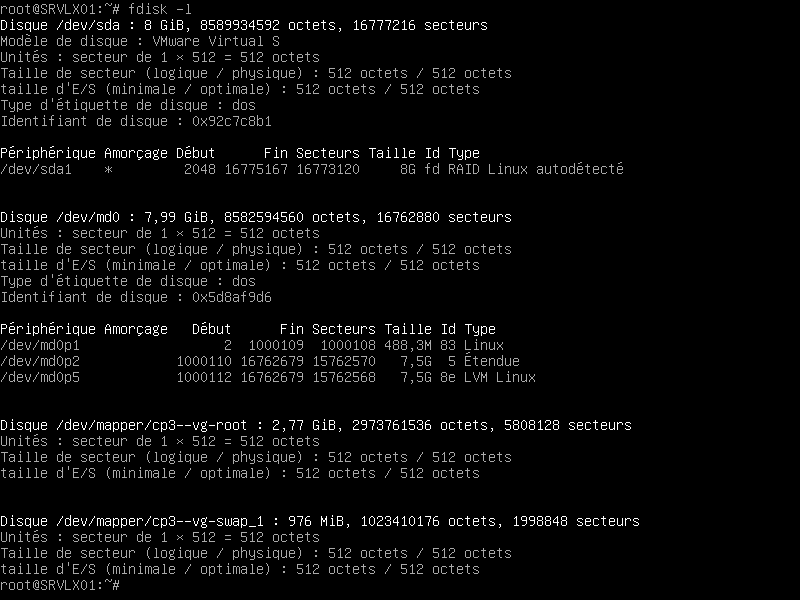 root@SRVLX01:~# fdisk -l
Disque /dev/sda : 8 GiB, 8589934592 octets, 16777216 secteurs
Modèle de disque : VMware Virtual S
Unités : secteur de 1 × 512 = 512 octets
Taille de secteur (logique / physique) : 512 octets / 512 octets
taille d'E/S (minimale / optimale) : 512 octets / 512 octets
Type d'étiquette de disque : dos
Identifiant de disque : 0x92c7c8b1
Périphérique Amorçage Début      Fin Secteurs Taille Id Type
/dev/sda1    *         2048 16775167 16773120     8G fd RAID Linux autodétecté
Disque /dev/md0 : 7,99 GiB, 8582594560 octets, 16762880 secteurs
Unités : secteur de 1 × 512 = 512 octets
Taille de secteur (logique / physique) : 512 octets / 512 octets
taille d'E/S (minimale / optimale) : 512 octets / 512 octets
Type d'étiquette de disque : dos
Identifiant de disque : 0x5d8af9d6
Périphérique Amorçage   Début      Fin Secteurs Taille Id Type
/dev/md0p1                  2  1000109  1000108 488,3M 83 Linux
/dev/md0p2            1000110 16762679 15762570   7,5G  5 Étendue
/dev/md0p5            1000112 16762679 15762568   7,5G 8e LVM Linux
Disque /dev/mapper/cp3--vg-root : 2,77 GiB, 2973761536 octets, 5808128 secteurs
Unités : secteur de 1 × 512 = 512 octets
Taille de secteur (logique / physique) : 512 octets / 512 octets
taille d'E/S (minimale / optimale) : 512 octets / 512 octets
Disque /dev/mapper/cp3--vg-swap_1 : 976 MiB, 1023410176 octets, 1998848 secteurs
Unités : secteur de 1 × 512 = 512 octets
Taille de secteur (logique / physique) : 512 octets / 512 octets
taille d'E/S (minimale / optimale) : 512 octets / 512 octets
root@SRVLX01:~#